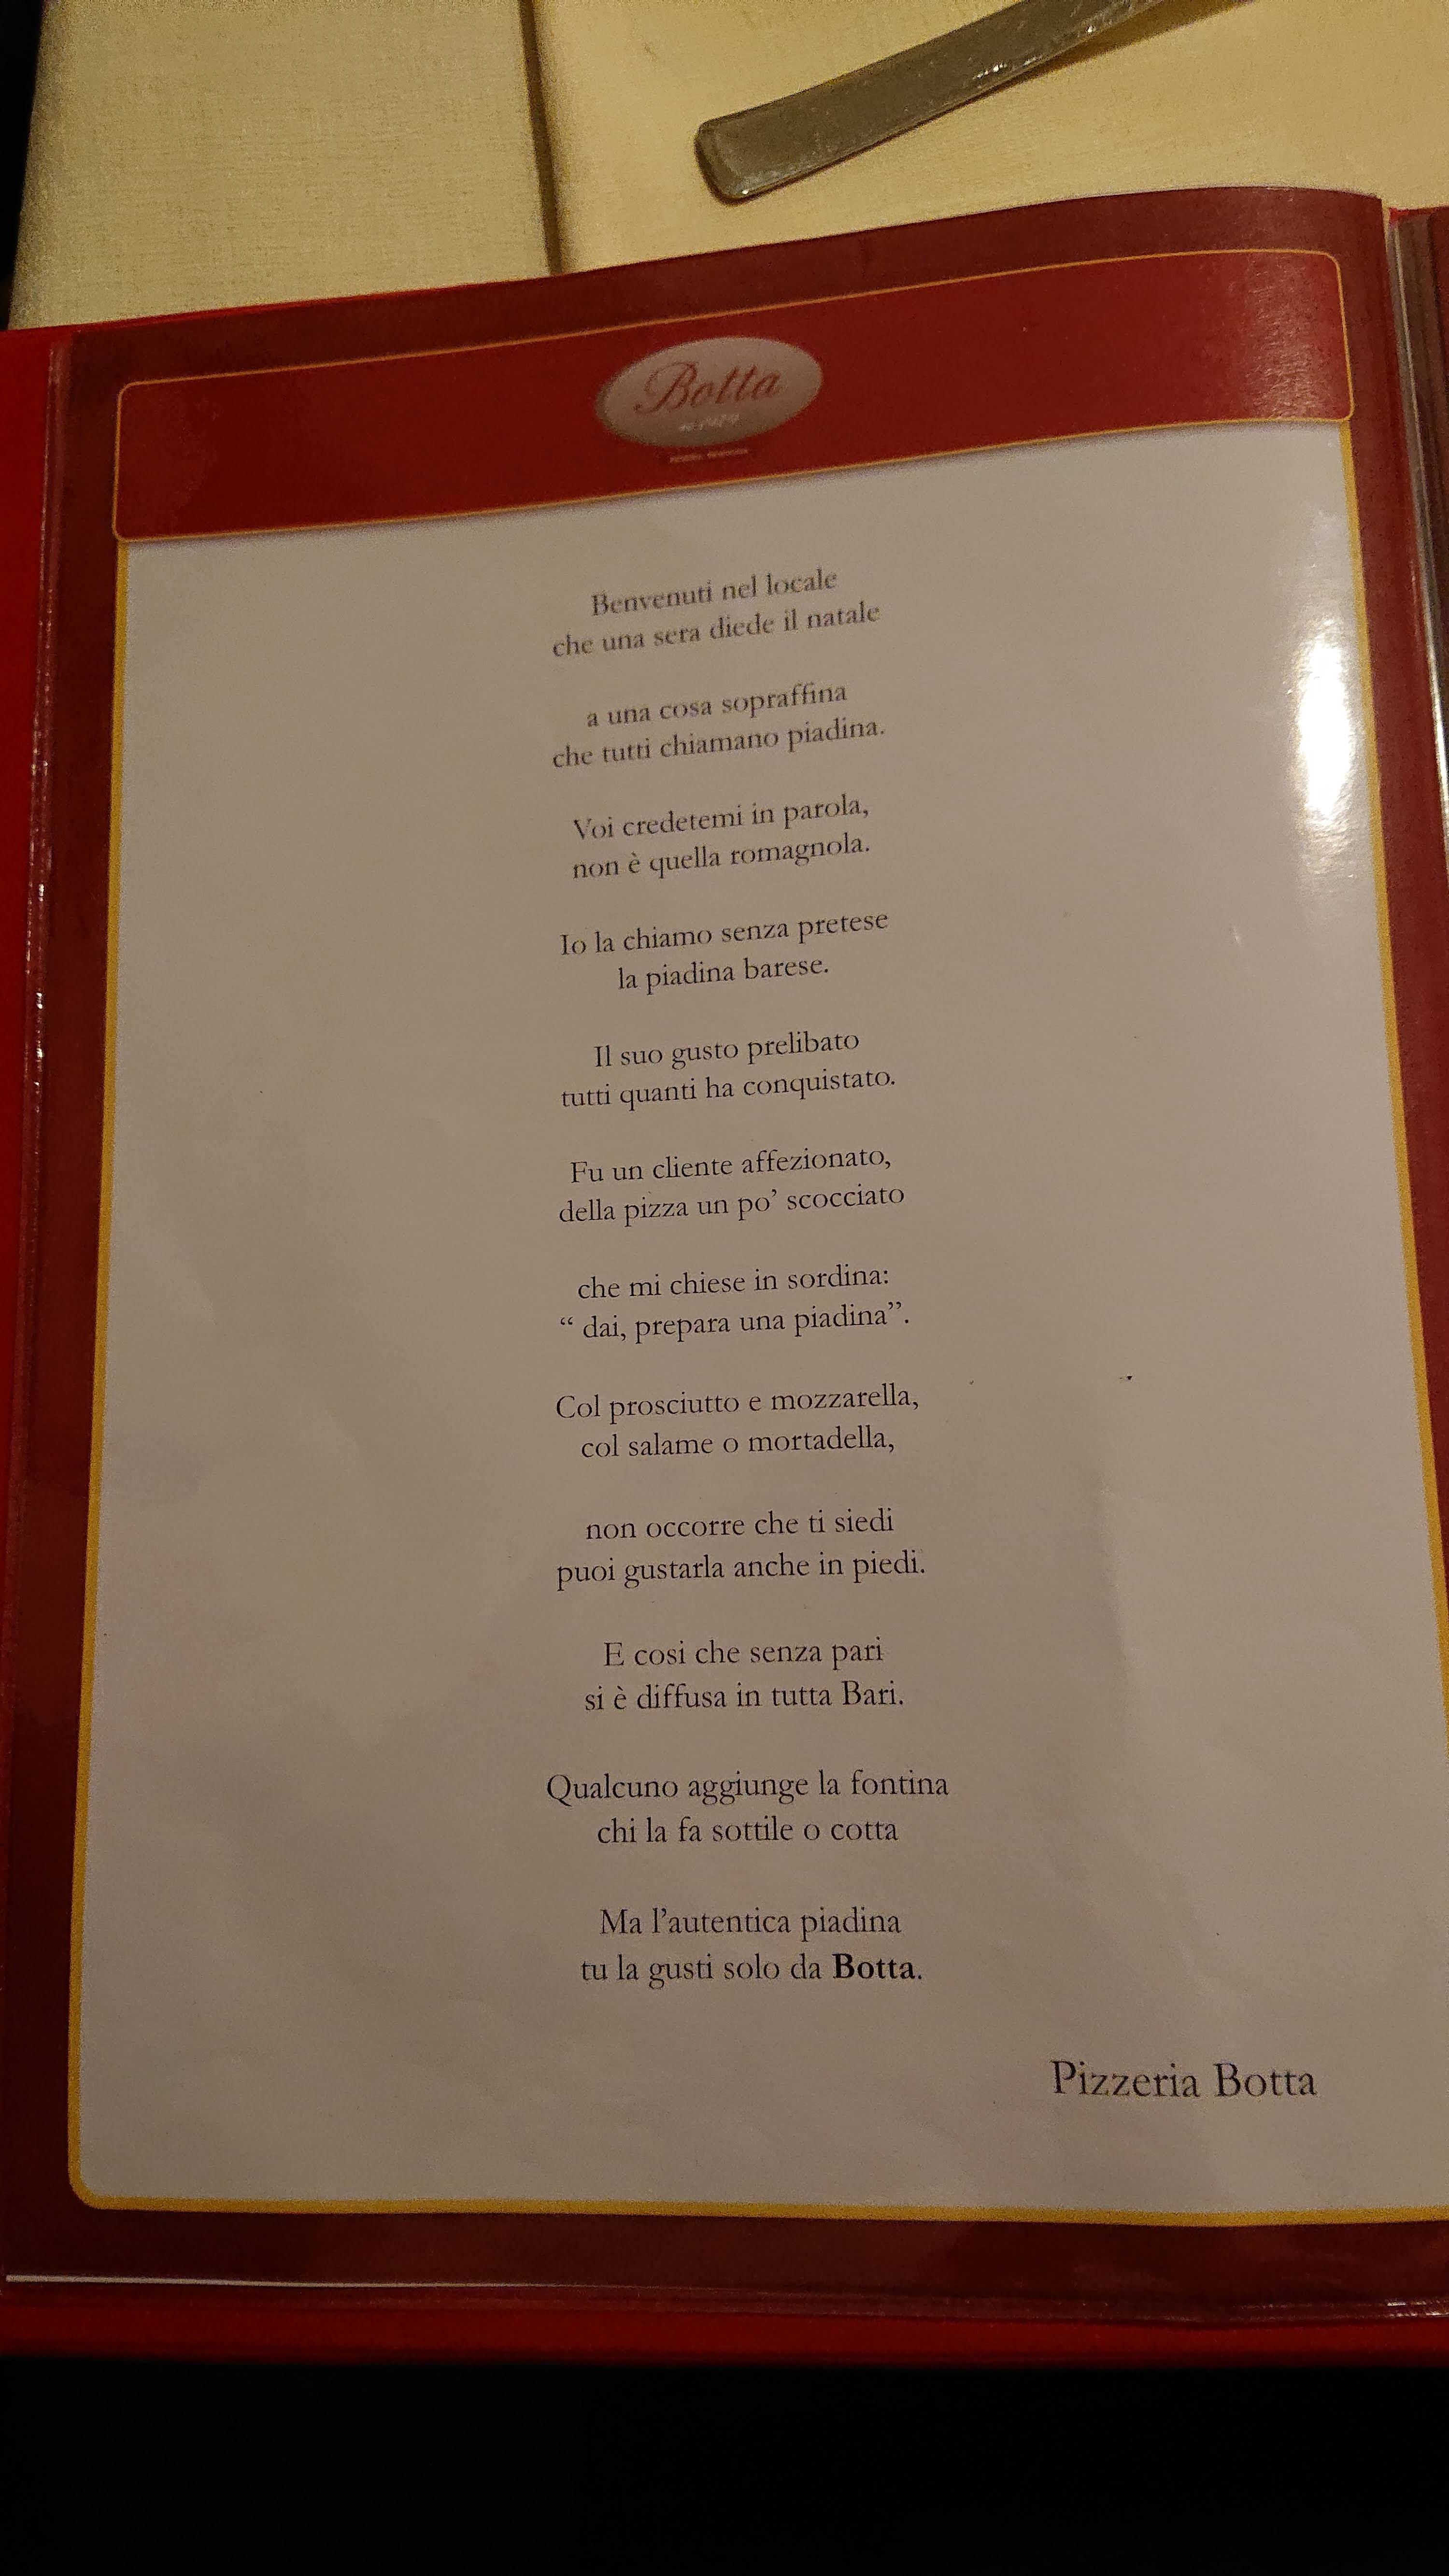 Botta
Benvenuti nel locale
che una sera diede il natale
a una cosa sopraffina
che tutti chiamano piadina.
Voi credetemi in parola,
non è quella romagnola.
Io la chiamo senza pretese
la piadina barese.
Il suo gusto prelibato
tutti quanti ha conquistato.
Fu un cliente affezionato,
della pizza un po’ scocciato
che mi chiese in sordina:
“ dai, prepara una piadina”.
Col prosciutto e mozzarella,
col salame o mortadella,
non occorre che ti siedi
puoi gustarla anche in piedi.
E cosi che senza pari
si è diffusa in tutta Bari.
Qualcuno aggiunge la fontina
chi la fa sottile o cotta
Ma l’autentica piadina
tu la gusti solo da Botta.
Pizzeria Botta